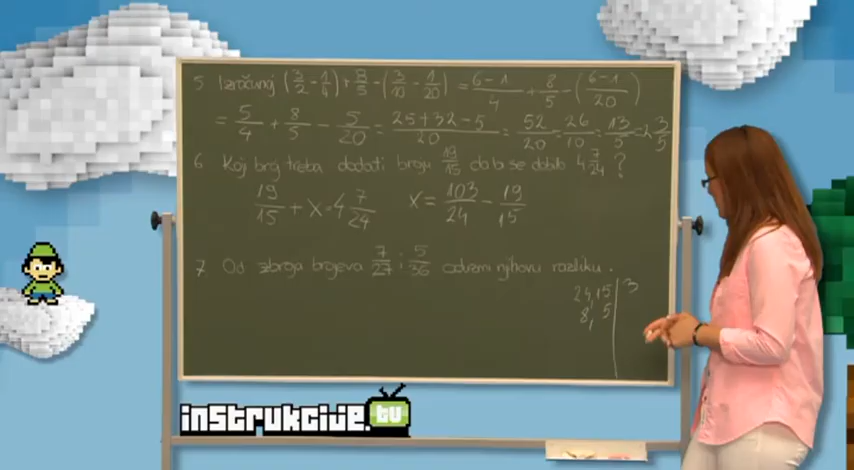 5 Izračunaj (3/2 - 1/4) + 8/5 - (3/10 - 1/20) = (6-1)/4 + 8/5 - ((6-1)/20)
= 5/4 + 8/5 - 5/20 = (25+32-5)/20 = 52/20 = 26/10 = 13/5 = 2 3/5
6 Koji broj treba dodati broju 19/15 da bi se dobilo 4 7/24 ?
19/15 + x = 4 7/24 x = 103/24 - 19/15
7 Od zbroja brojeva 7/27 i 5/36 oduzmi njihovu razliku.
24, 15 | 3
8, 5
instrukcije.tv